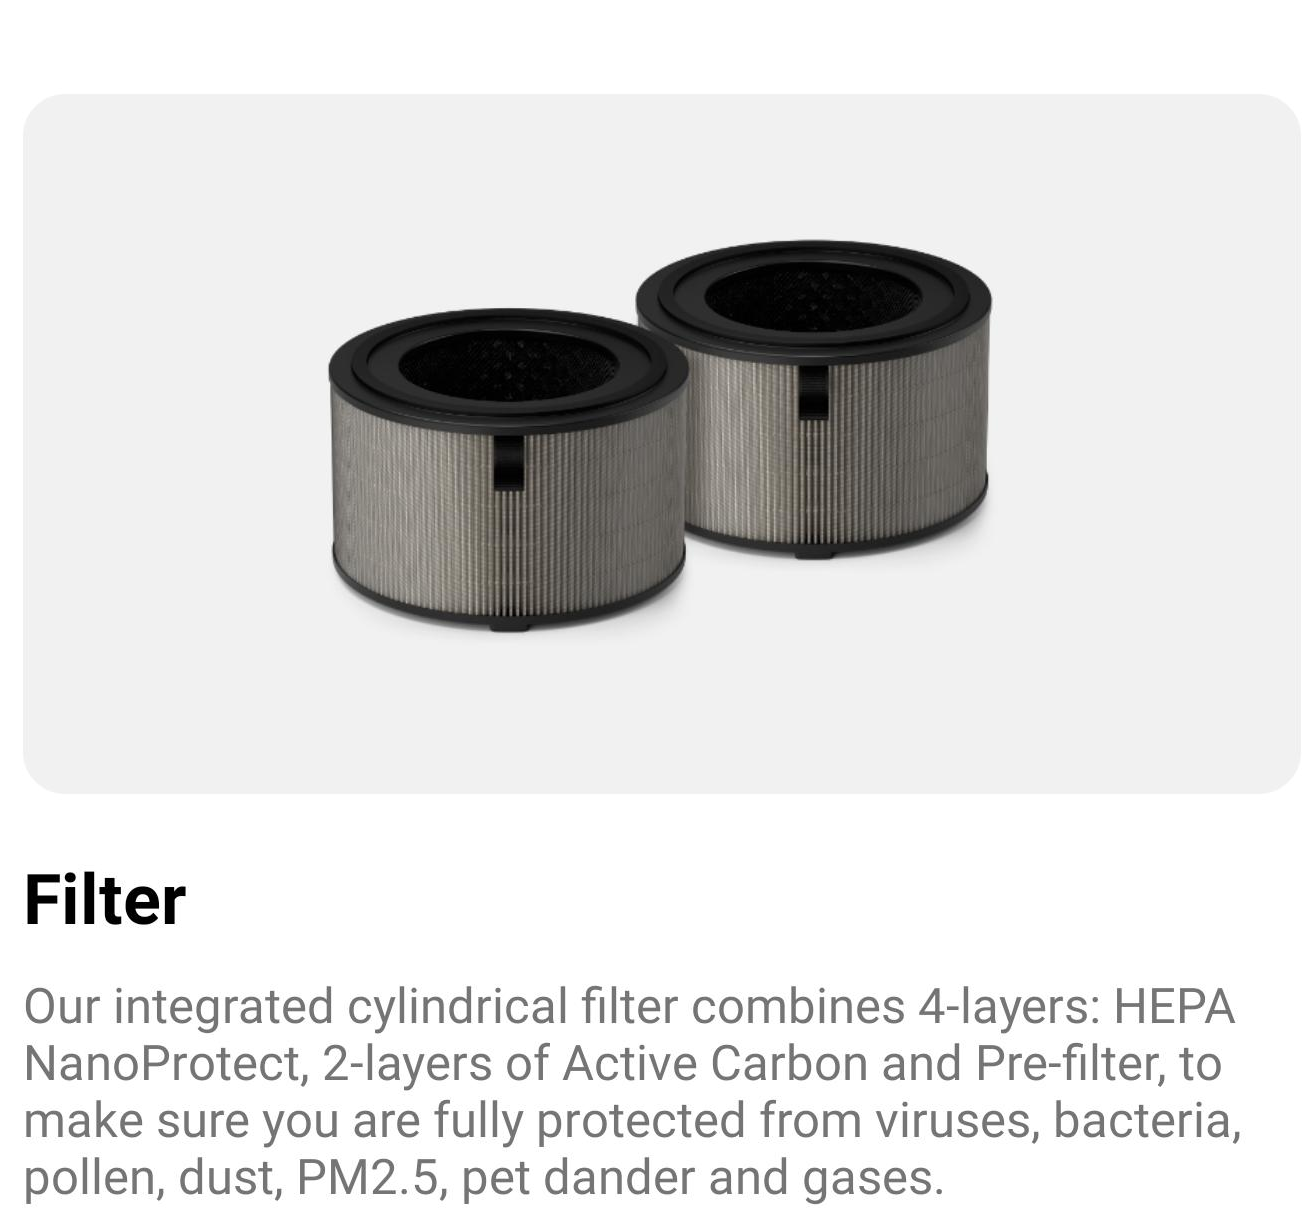 Filter
Our integrated cylindrical filter combines 4-layers: HEPA
NanoProtect, 2-layers of Active Carbon and Pre-filter, to
make sure you are fully protected from viruses, bacteria,
pollen, dust, PM2.5, pet dander and gases.